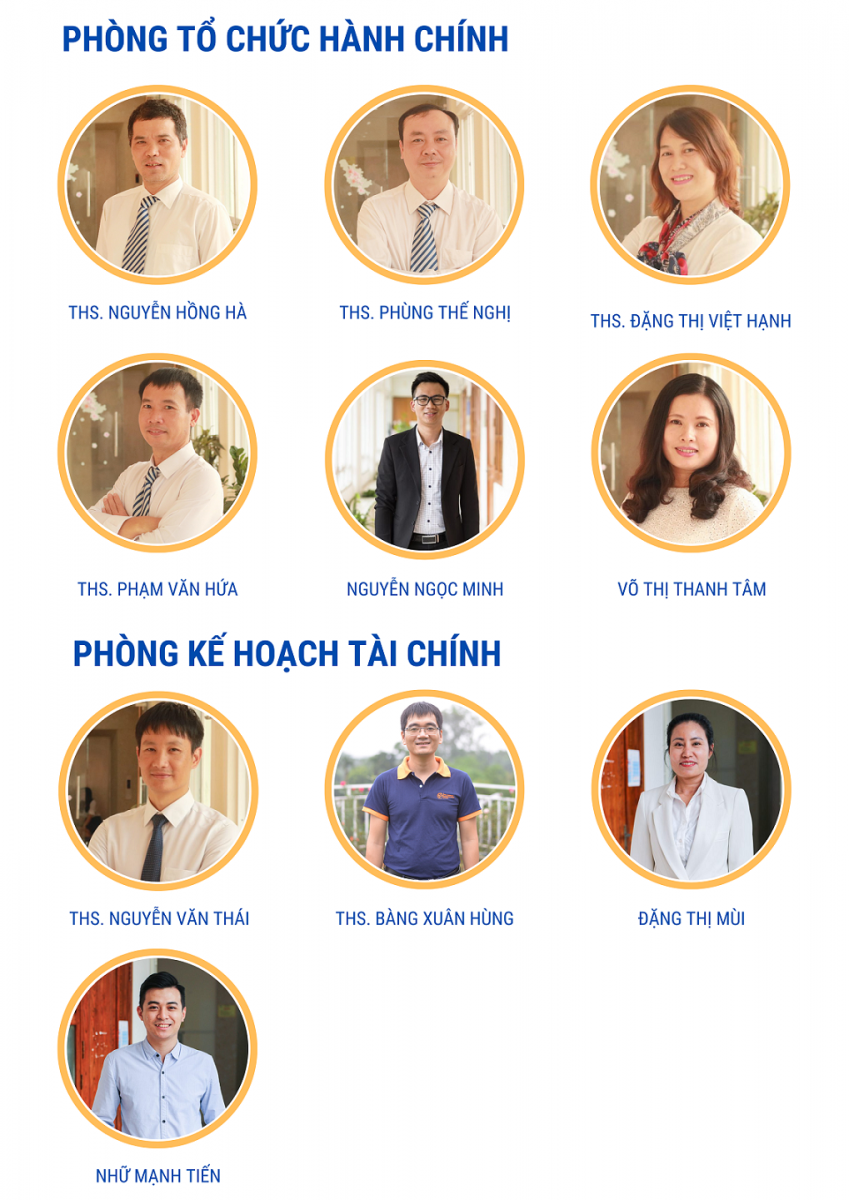 PHÒNG TỔ CHỨC HÀNH CHÍNH
THS. NGUYỄN HỒNG HÀ
THS. PHÙNG THẾ NGHỊ
THS. ĐẶNG THỊ VIỆT HẠNH
THS. PHẠM VĂN HỨA
NGUYỄN NGỌC MINH
VÕ THỊ THANH TÂM
PHÒNG KẾ HOẠCH TÀI CHÍNH
THS. NGUYỄN VĂN THÁI
THS. BÀNG XUÂN HÙNG
ĐẶNG THỊ MÙI
NHỮ MẠNH TIẾN